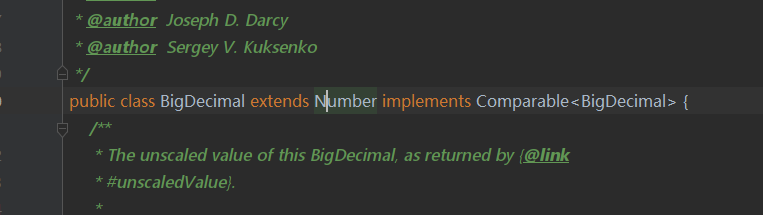 * @author  Joseph D. Darcy
* @author  Sergey V. Kuksenko
*/
public class BigDecimal extends Number implements Comparable<BigDecimal> {
/**
* The unscaled value of this BigDecimal, as returned by {@link
* #unscaledValue}.
*